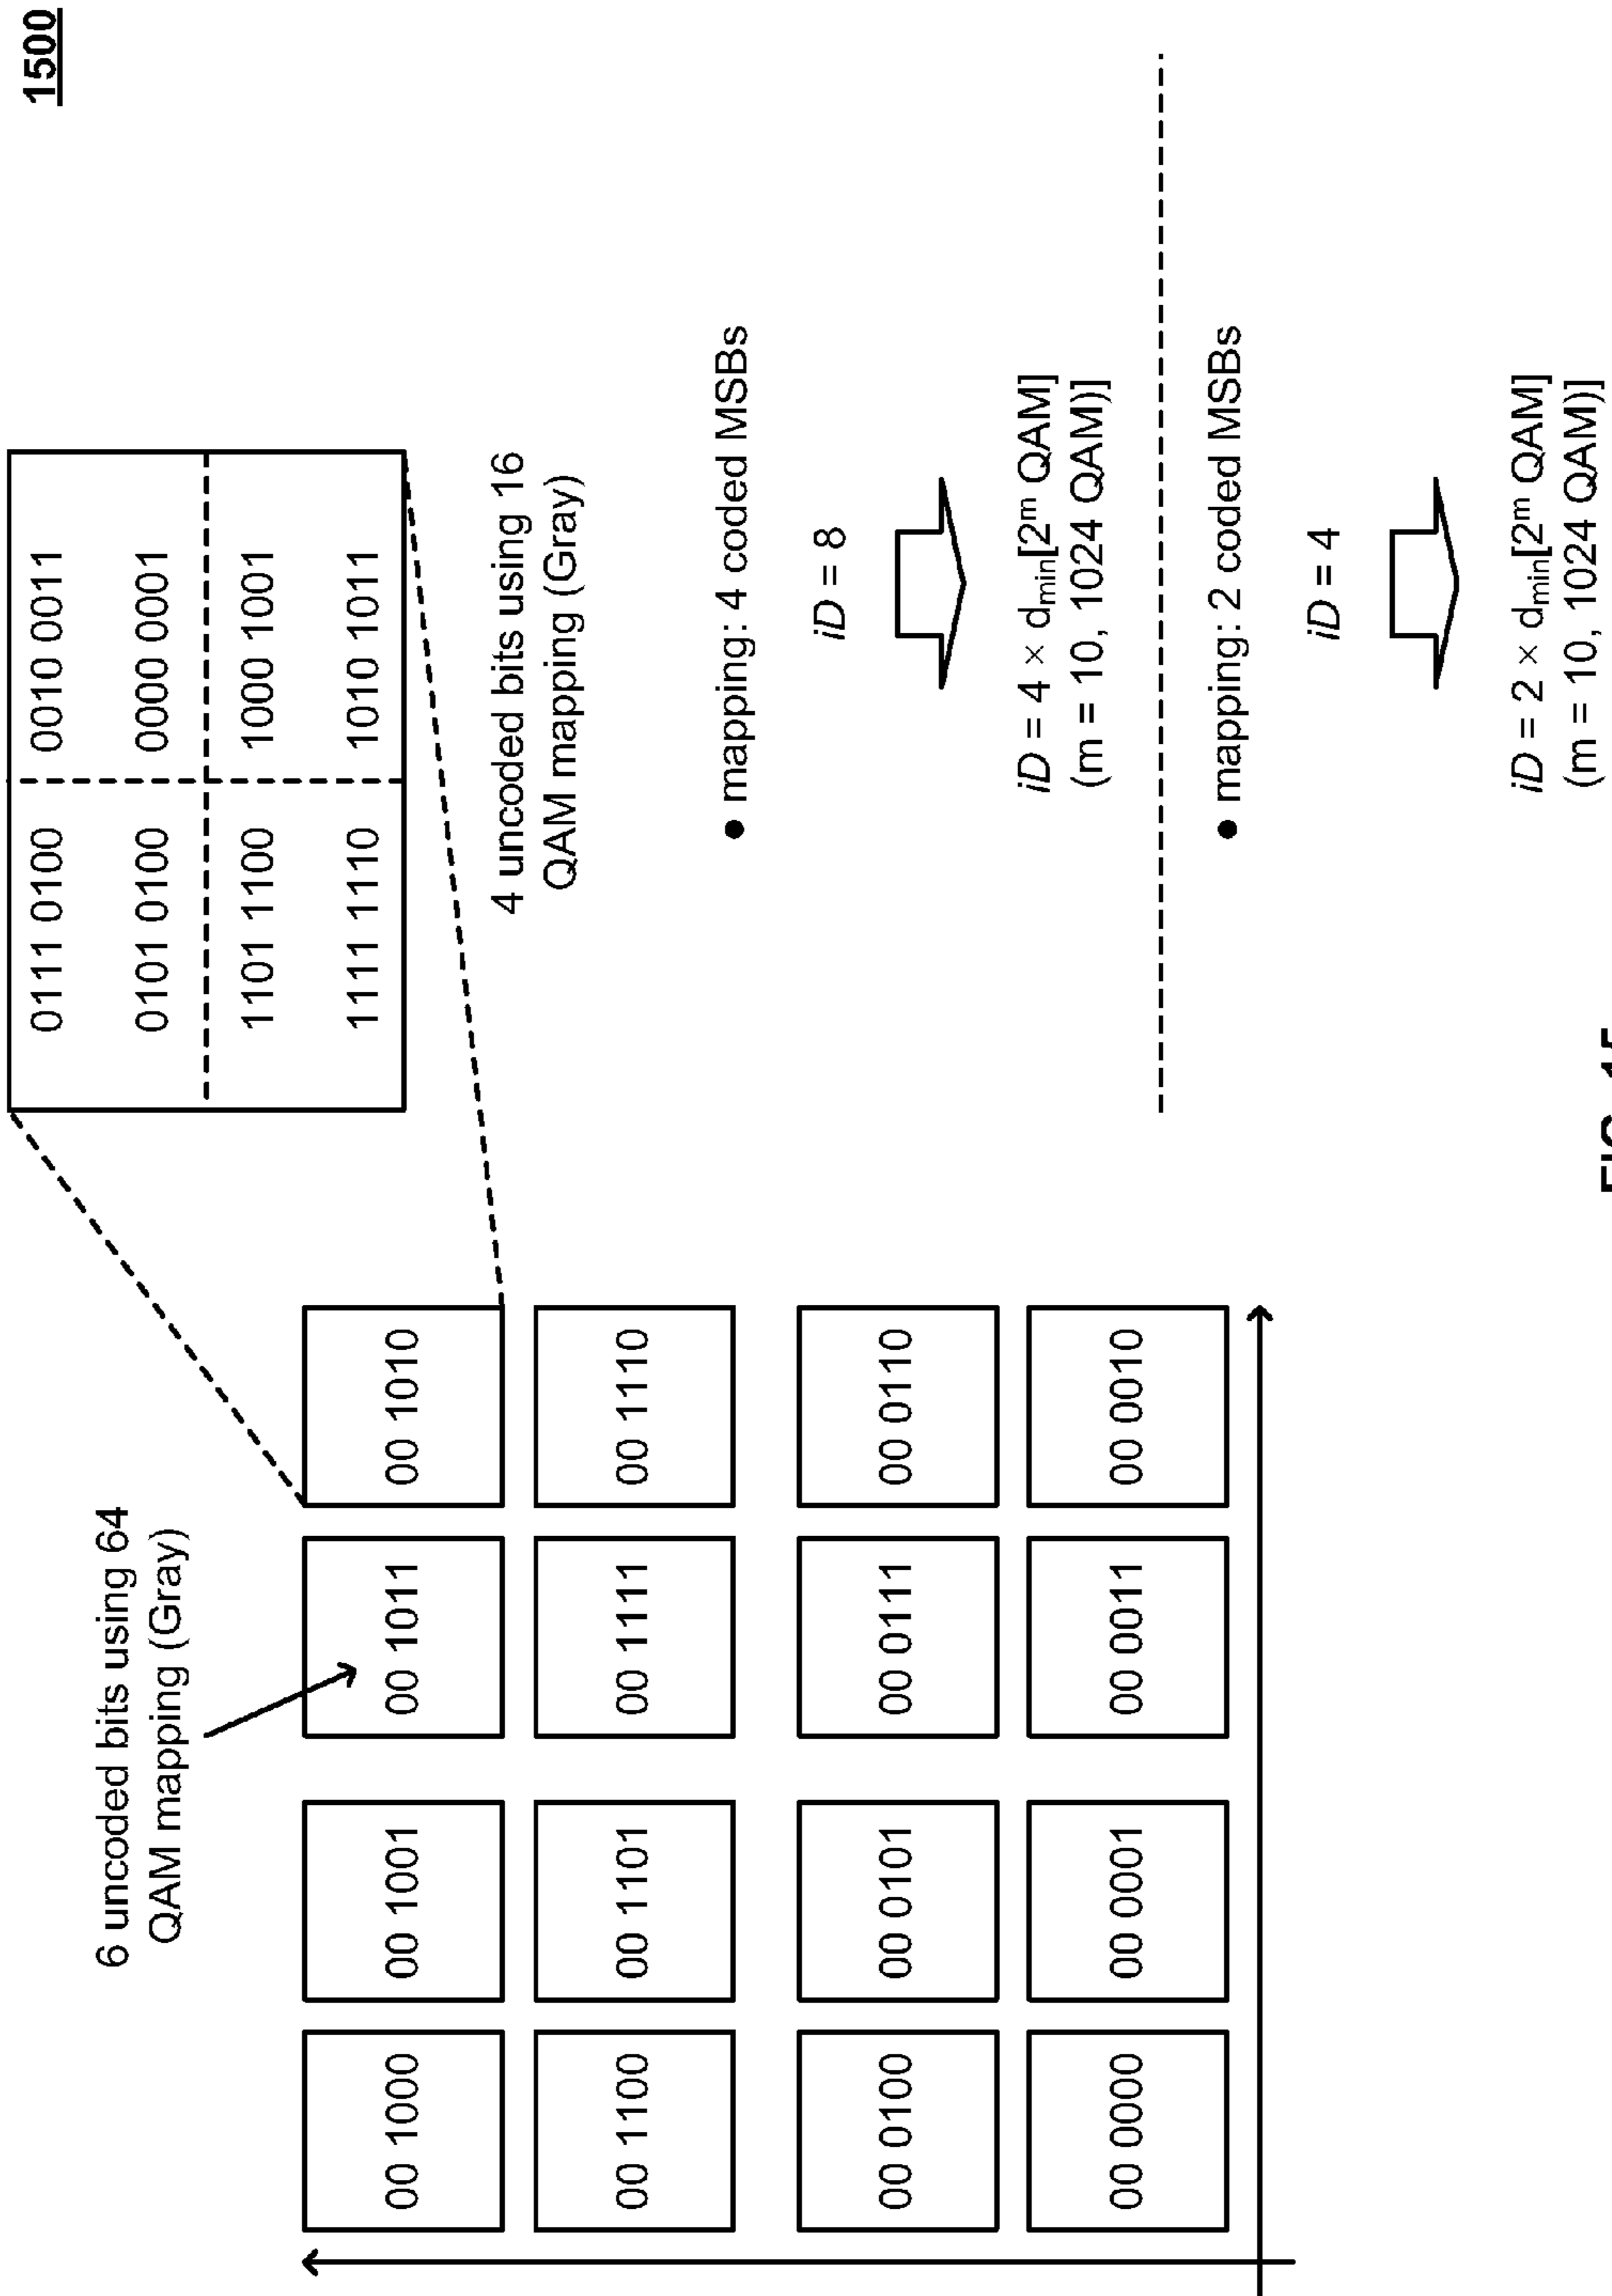 1500
6 uncoded bits using 64
QAM mapping (Gray)
00 1000 00 1001 00 1011 00 1010
00 1100 00 1101 00 1111 00 1110
00 0100 00 0101 00 0111 00 0110
00 0000 00 0001 00 0011 00 0010
0111 0100 0010 0011
0101 0100 0000 0001
1101 1100 1000 1001
1111 1110 1010 1011
4 uncoded bits using 16
QAM mapping (Gray)
● mapping: 4 coded MSBs
iD = 8
iD = 4 × dmin[2^m QAM]
(m = 10, 1024 QAM)]
● mapping: 2 coded MSBs
iD = 4
iD = 2 × dmin[2^m QAM]
(m = 10, 1024 QAM)]
FIG. 15